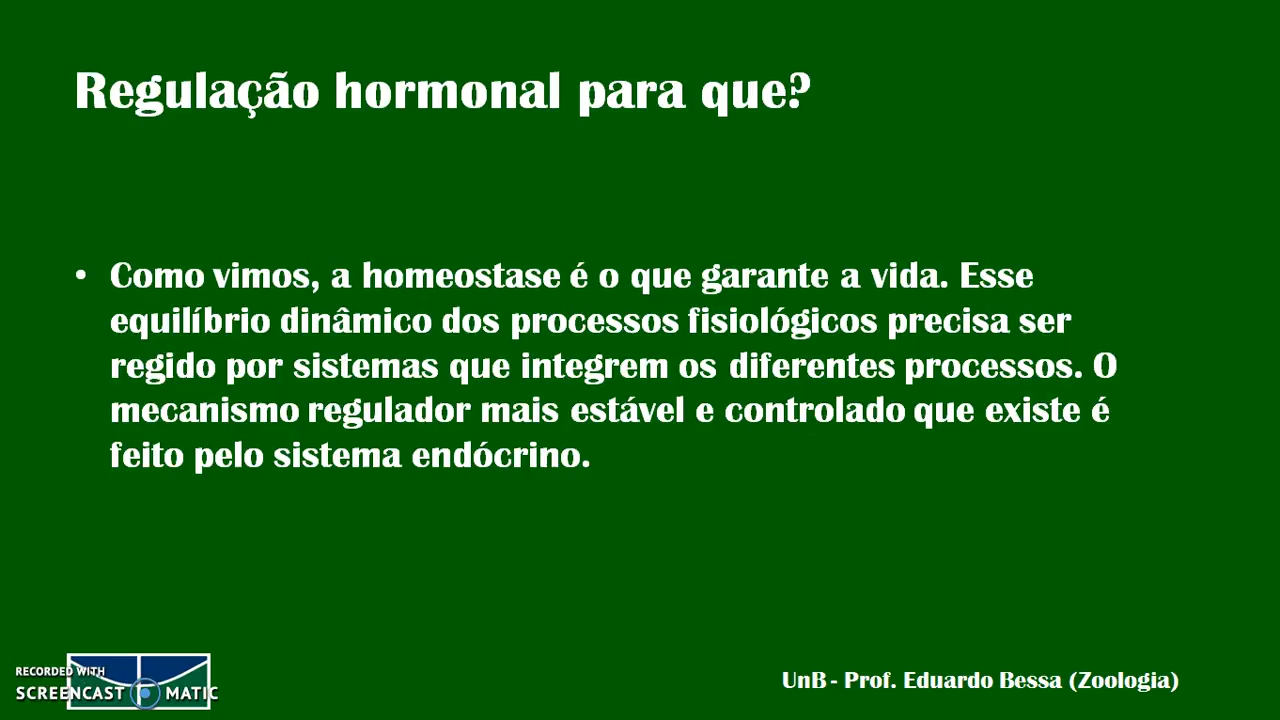 Regulação hormonal para que?
• Como vimos, a homeostase é o que garante a vida. Esse
equilíbrio dinâmico dos processos fisiológicos precisa ser
regido por sistemas que integrem os diferentes processos. O
mecanismo regulador mais estável e controlado que existe é
feito pelo sistema endócrino.
RECORDED WITH
SCREENCAST MATIC
UnB - Prof. Eduardo Bessa (Zoologia)